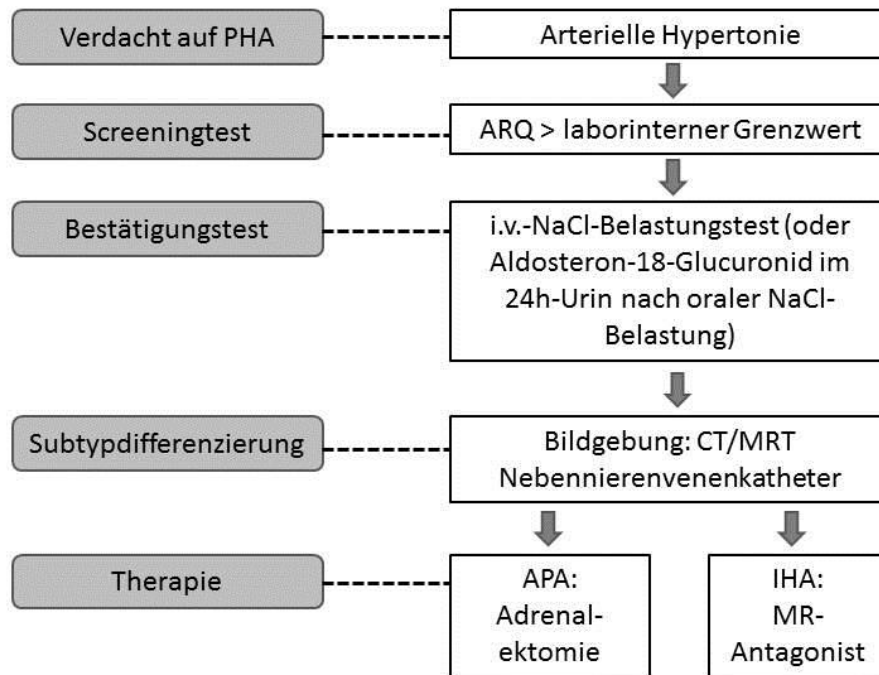 Verdacht auf PHA
Arterielle Hypertonie
Screeningtest
ARQ > laborinterner Grenzwert
Bestätigungstest
i.v.-NaCl-Belastungstest (oder
Aldosteron-18-Glucuronid im
24h-Urin nach oraler NaCl-
Belastung)
Subtypdifferenzierung
Bildgebung: CT/MRT
Nebennierenvenenkatheter
Therapie
APA:
Adrenal-
ektomie
IHA:
MR-
Antagonist